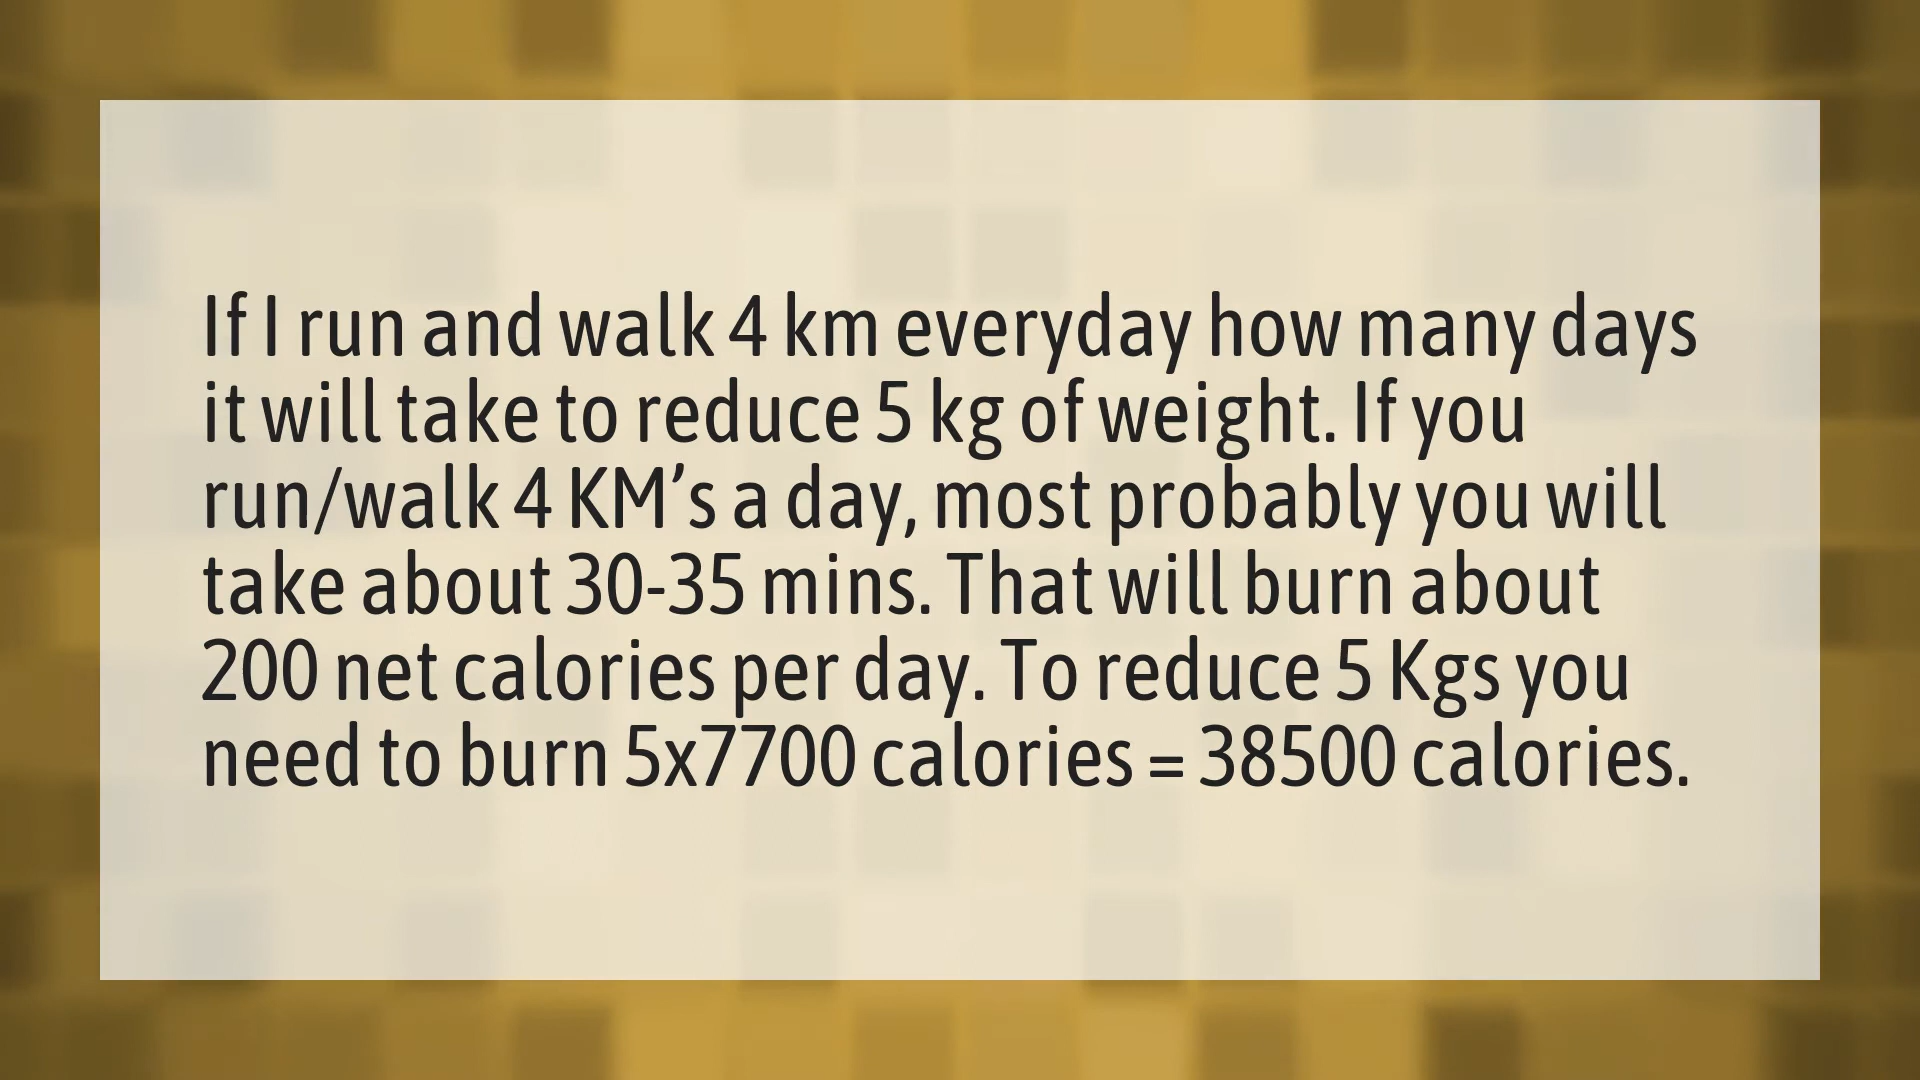 If I run and walk 4 km everyday how many days
it will take to reduce 5 kg of weight. If you
run/walk 4 KM’s a day, most probably you will
take about 30-35 mins. That will burn about
200 net calories per day. To reduce 5 Kgs you
need to burn 5x7700 calories = 38500 calories.